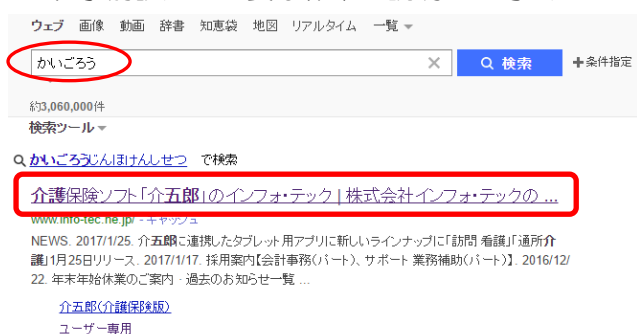 ウェブ 画像 動画 辞書 知恵袋 地図 リアルタイム 一覧
かいごろう × 検索 +条件指定
約3,060,000件
検索ツール
かいごろうじんほけんしせつ で検索
介護保険ソフト「介五郎」のインフォ・テック | 株式会社インフォ・テックの ...
www.info-tec.ne.jp/ - キャッシュ
NEWS. 2017/1/25. 介五郎に連携したタブレット用アプリに新しいラインナップに「訪問 看護」「通所介
護」1月25日リリース. 2017/1/17. 採用案内【会計事務(パート)、サポート 業務補助(パート)】. 2016/12/
22. 年末年始休業のご案内 · 過去のお知らせ一覧 ...
介五郎(介護保険版)
ユーザー専用